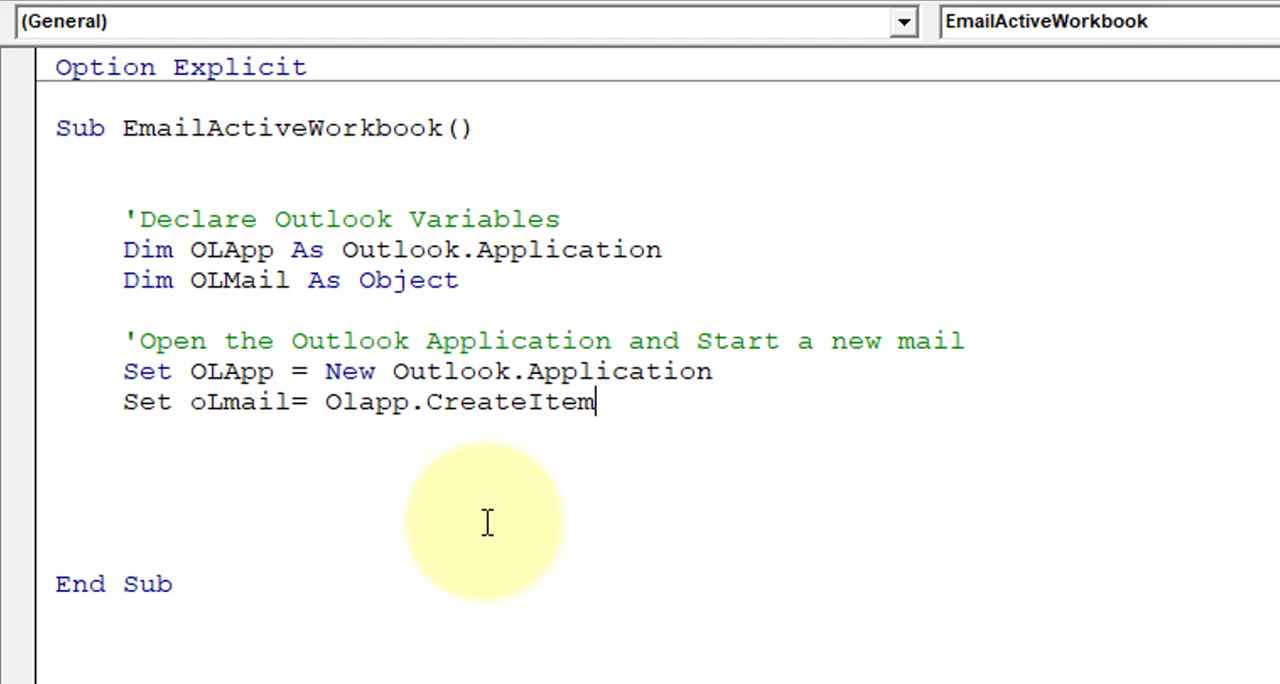 (General) EmailActiveWorkbook
Option Explicit
Sub EmailActiveWorkbook()
'Declare Outlook Variables
Dim OLApp As Outlook.Application
Dim OLMail As Object
'Open the Outlook Application and Start a new mail
Set OLApp = New Outlook.Application
Set oLmail= Olapp.CreateItem
End Sub